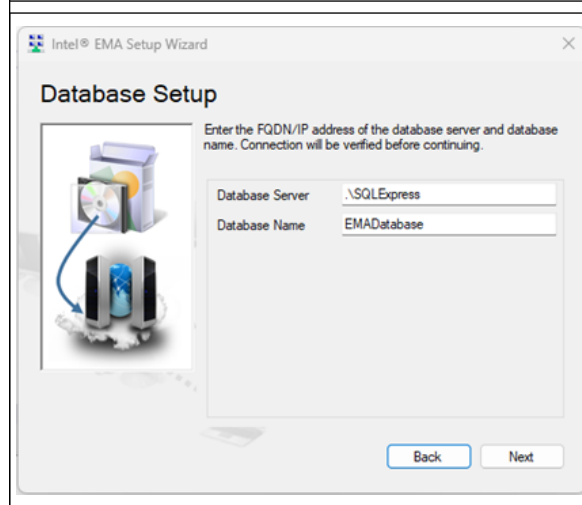 Intel® EMA Setup Wizard
Database Setup
Enter the FQDN/IP address of the database server and database
name. Connection will be verified before continuing.
Database Server .\SQLExpress
Database Name EMADatabase
Back Next